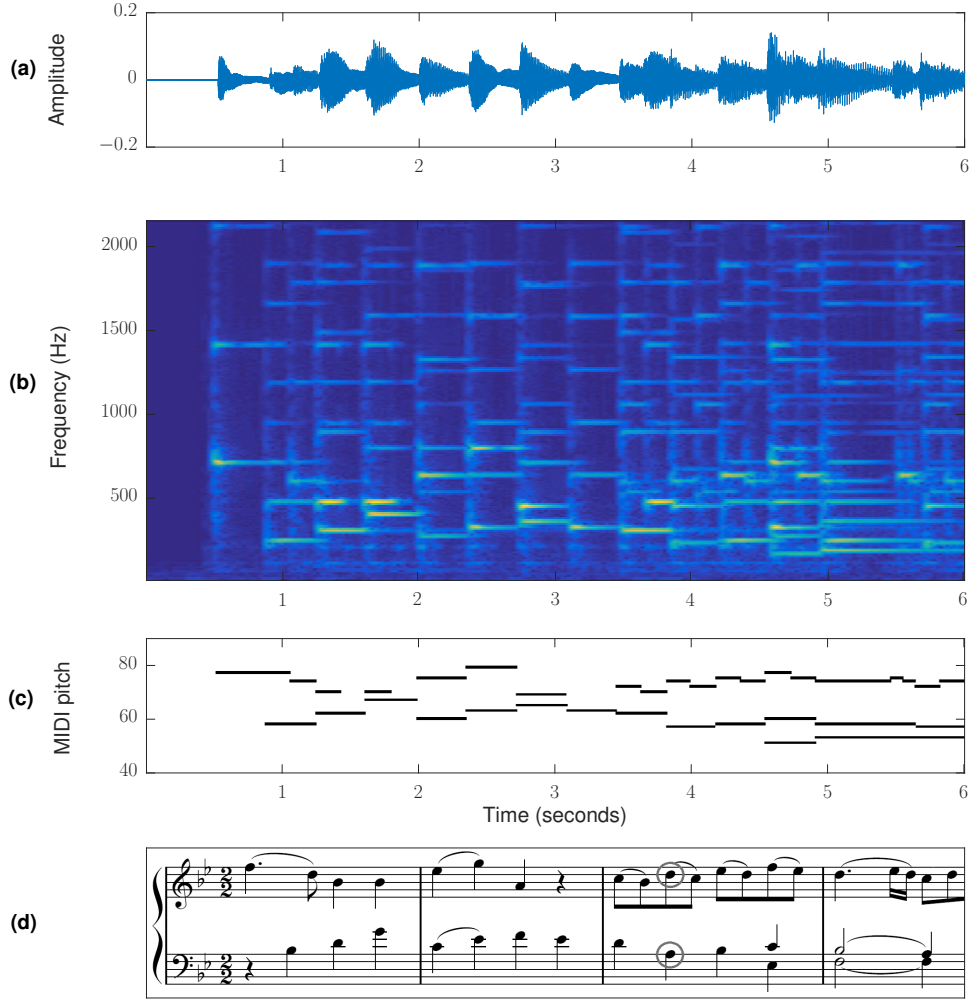 (a)
Amplitude
0.2
0
−0.2
1 2 3 4 5 6
(b)
Frequency (Hz)
2000
1500
1000
500
1 2 3 4 5 6
(c)
MIDI pitch
80
60
40
1 2 3 4 5 6
Time (seconds)
(d)
2
2
2
2